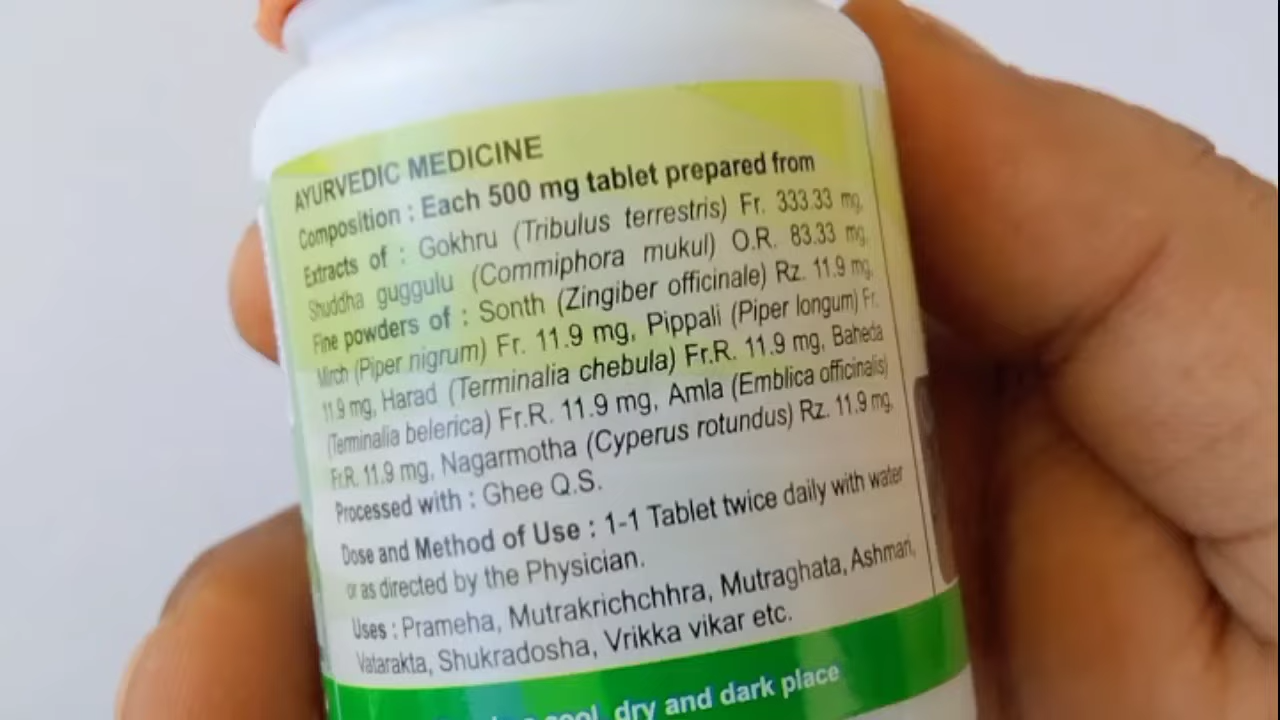 AYURVEDIC MEDICINE
Composition : Each 500 mg tablet prepared from
Extracts of : Gokhru (Tribulus terrestris) Fr. 333.33 mg,
Shuddha guggulu (Commiphora mukul) O.R. 83.33 mg,
Fine powders of : Sonth (Zingiber officinale) Rz. 11.9 mg,
Mirch (Piper nigrum) Fr. 11.9 mg, Pippali (Piper longum) Fr.
11.9 mg, Harad (Terminalia chebula) Fr.R. 11.9 mg, Baheda
(Terminalia belerica) Fr.R. 11.9 mg, Amla (Emblica officinalis)
Fr.R. 11.9 mg, Nagarmotha (Cyperus rotundus) Rz. 11.9 mg,
Processed with : Ghee Q.S.
Dose and Method of Use : 1-1 Tablet twice daily with water
or as directed by the Physician.
Uses : Prameha, Mutrakrichchhra, Mutraghata, Ashmari,
Vatarakta, Shukradosha, Vrikka vikar etc.
cool, dry and dark place